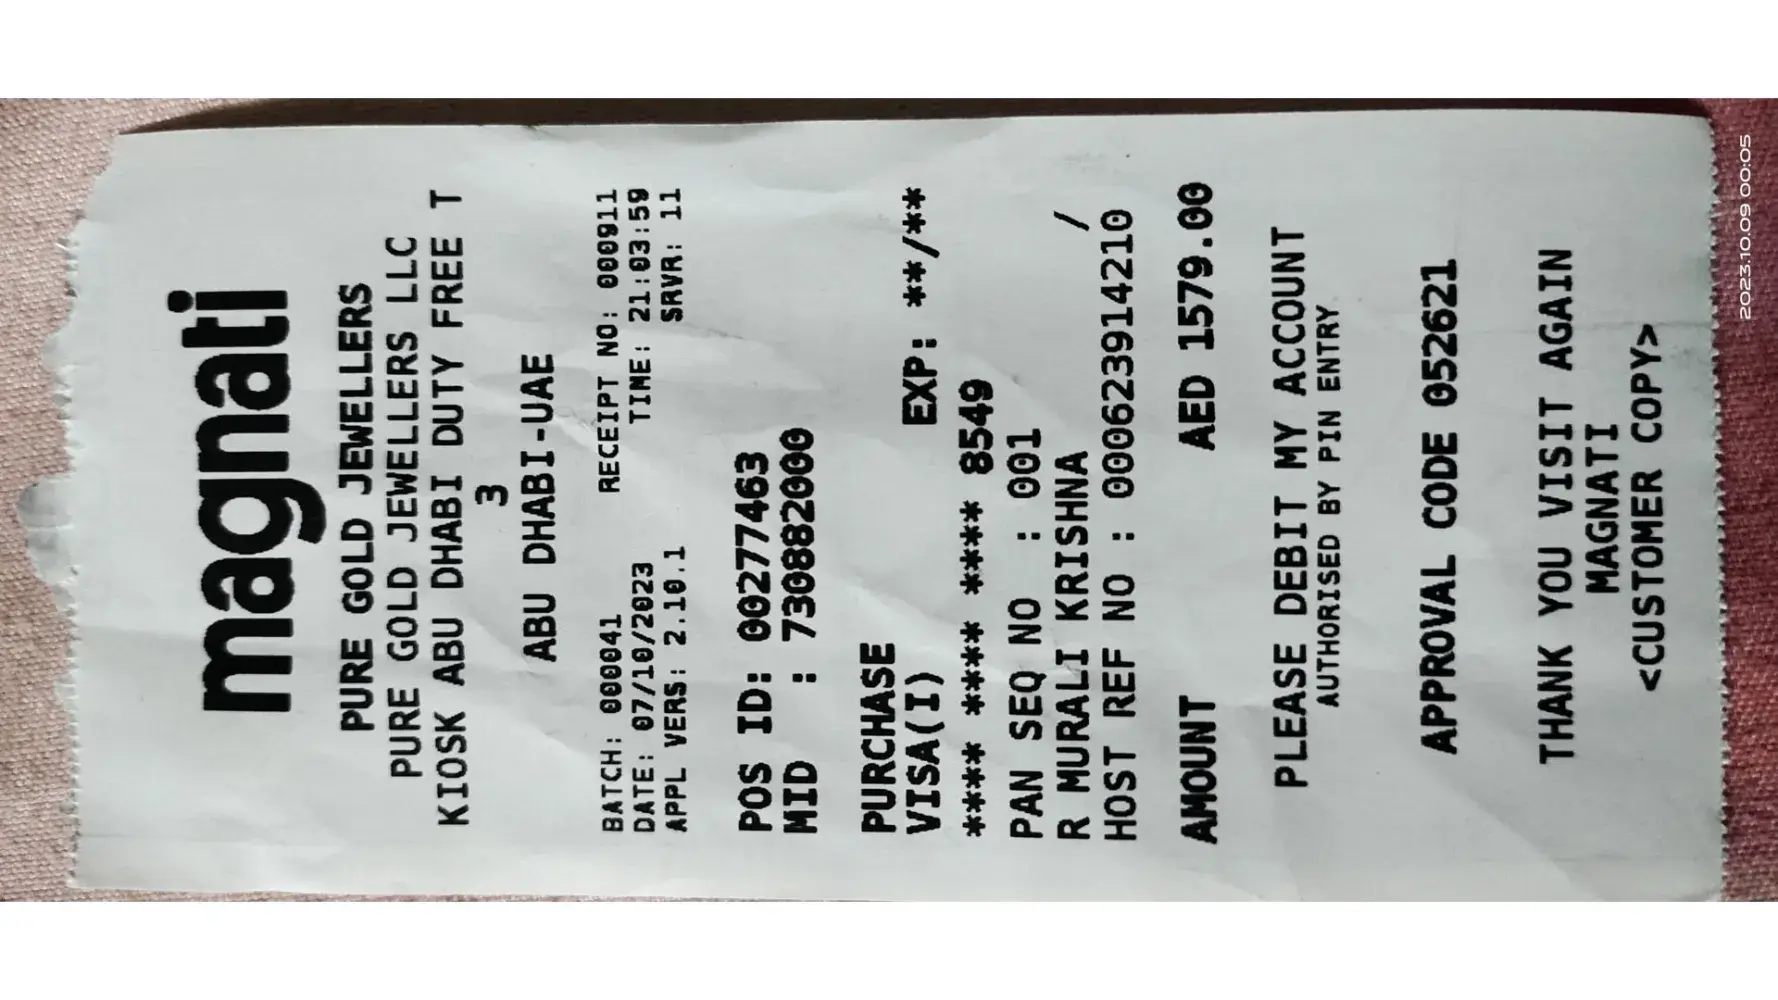 magnati
PURE GOLD JEWELLERS
PURE GOLD JEWELLERS LLC
KIOSK ABU DHABI DUTY FREE T
3
ABU DHABI-UAE
BATCH: 000041 RECEIPT NO: 000911
DATE: 07/10/2023 TIME: 21:03:59
APPL VERS: 2.10.1 SRVR: 11
POS ID: 00277463
MID : 730882000
PURCHASE
VISA(I) EXP: **/**
**** **** **** **** 8549
PAN SEQ NO : 001
R MURALI KRISHNA /
HOST REF NO : 00062391421​0
AMOUNT AED 1579.00
PLEASE DEBIT MY ACCOUNT
AUTHORISED BY PIN ENTRY
APPROVAL CODE 052621
THANK YOU VISIT AGAIN
MAGNATI
<CUSTOMER COPY>
2023.10.09 00:05